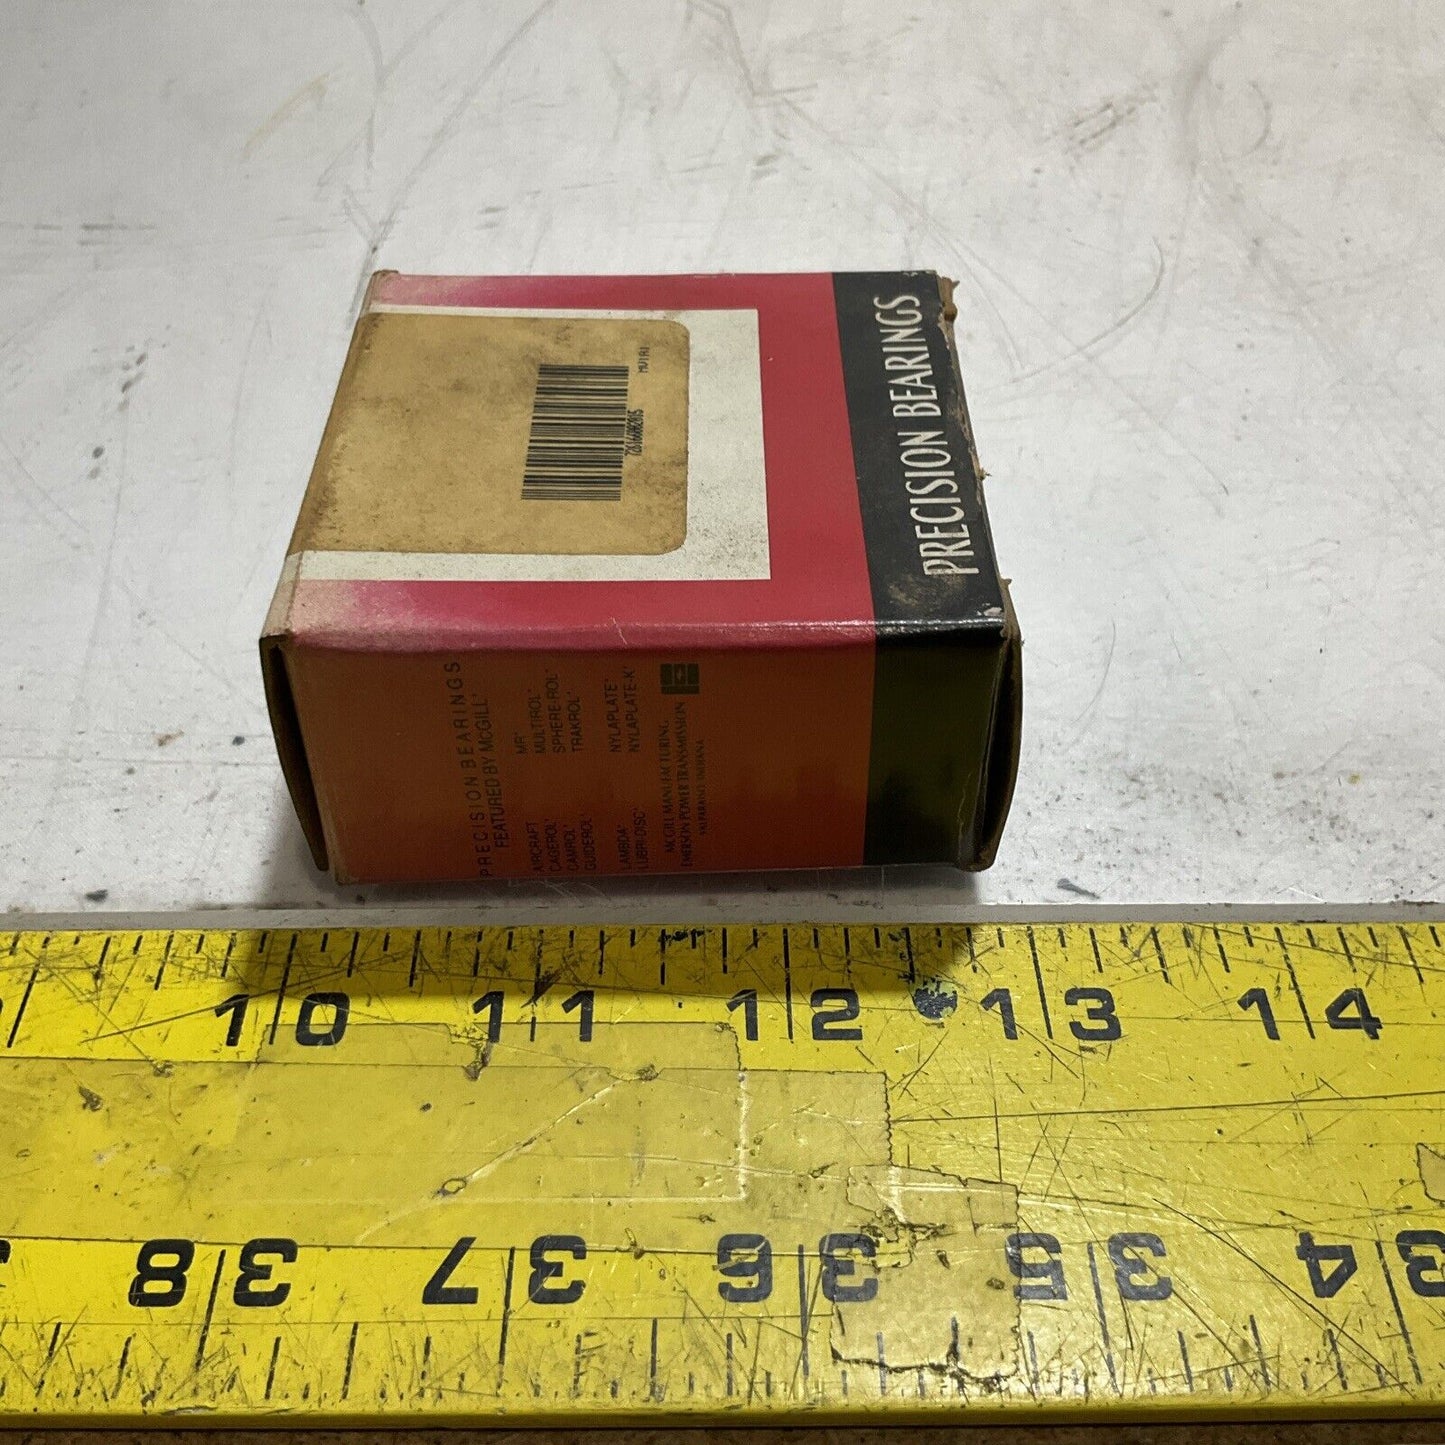 PRECISION BEARINGS
MVIAI
PRECISION BEARINGS
FEATURED BY McGILL®
AIRCRAFT MR®
CAGEROL® MULTIROL®
CAMROL® SPHERE-ROL®
GUIDEROL® TRAKROL®
LAMBDA® NYLAPLATE®
LUBRI-DISC® NYLAPLATE-K®
MCGILL MANUFACTURING
EMERSON POWER TRANSMISSION
VALPARAISO, INDIANA
10 11 12 13 14
38 37 36 35 34